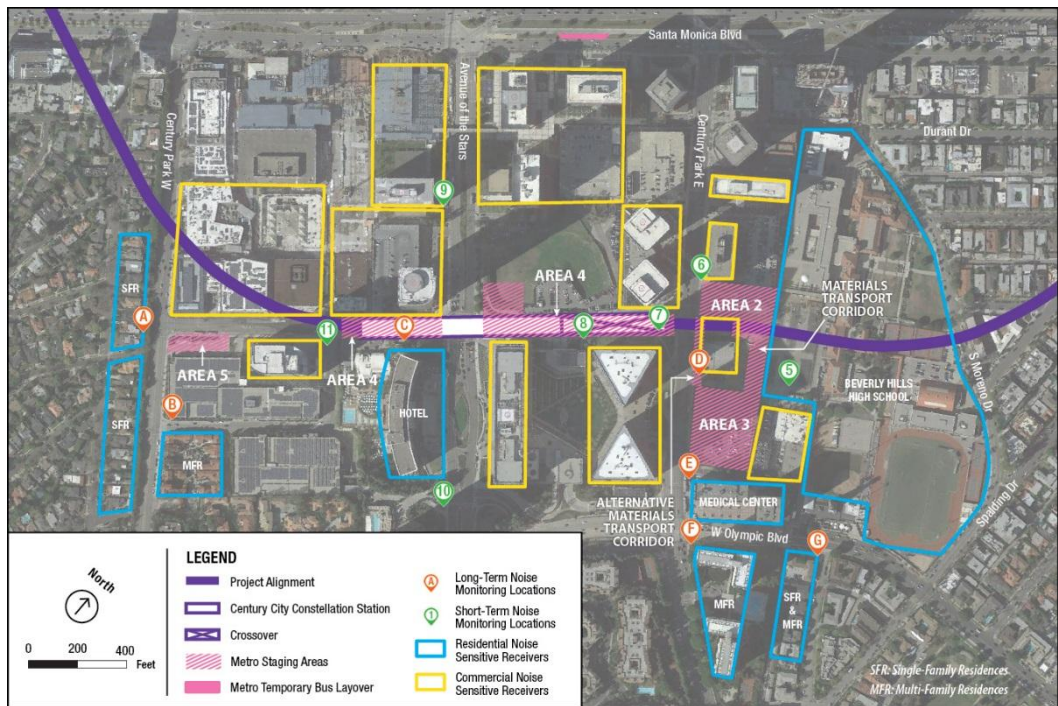 Santa Monica Blvd
Century Park W
Avenue of the Stars
Century Park E
Durant Dr
9
6
AREA 4
AREA 2
MATERIALS
TRANSPORT
CORRIDOR
SFR
A
11
C
8
7
D
5
S Moreno Dr
AREA 5
AREA 4
HOTEL
BEVERLY HILLS
HIGH SCHOOL
B
SFR
MFR
AREA 3
E
10
ALTERNATIVE
MATERIALS
TRANSPORT
CORRIDOR
MEDICAL CENTER
Spalding Dr
F
W Olympic Blvd
G
MFR
SFR
&
MFR
North
0 200 400
Feet
LEGEND
Project Alignment
Century City Constellation Station
Crossover
Metro Staging Areas
Metro Temporary Bus Layover
A
Long-Term Noise
Monitoring Locations
1
Short-Term Noise
Monitoring Locations
Residential Noise
Sensitive Receivers
Commercial Noise
Sensitive Receivers
SFR: Single-Family Residences
MFR: Multi-Family Residences